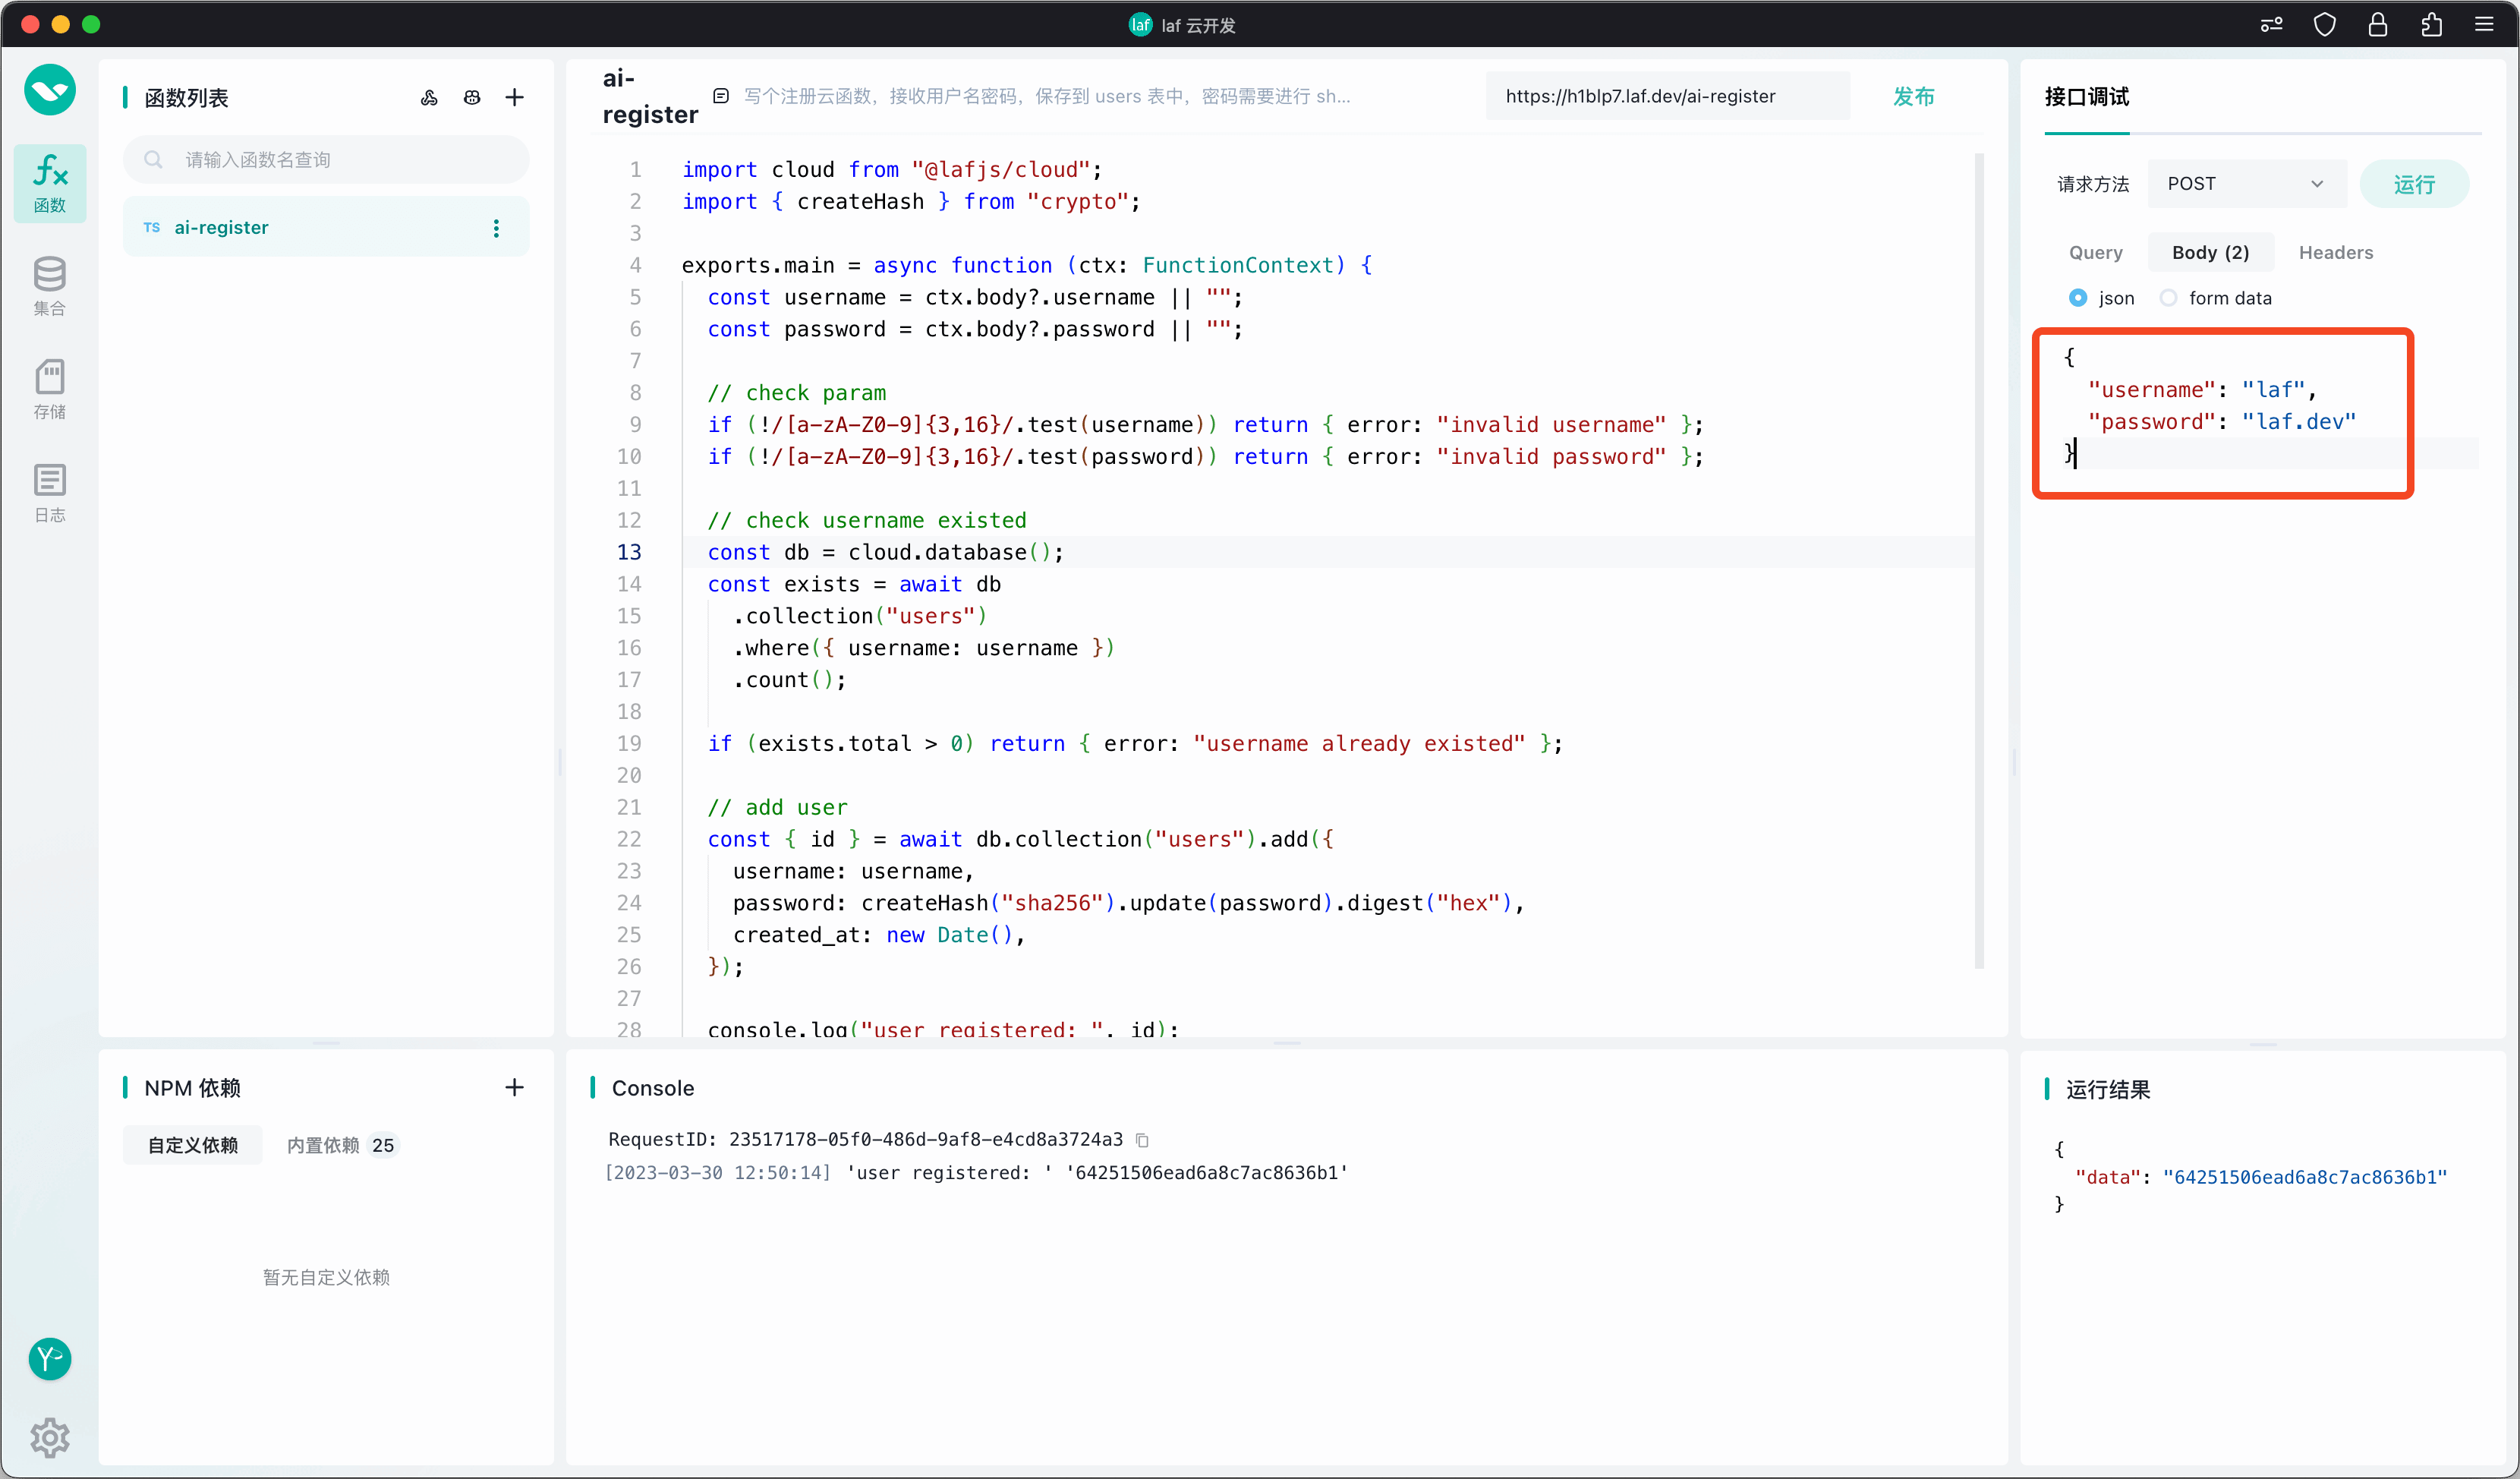 laf laf 云开发
函数
集合
存储
日志
函数列表
请输入函数名查询
TS ai-register
ai-register
写个注册云函数，接收用户名密码，保存到 users 表中，密码需要进行 sh...
https://h1blp7.laf.dev/ai-register
发布
1 import cloud from "@lafjs/cloud";
2 import { createHash } from "crypto";
3
4 exports.main = async function (ctx: FunctionContext) {
5 const username = ctx.body?.username || "";
6 const password = ctx.body?.password || "";
7
8 // check param
9 if (!/[a-zA-Z0-9]{3,16}/.test(username)) return { error: "invalid username" };
10 if (!/[a-zA-Z0-9]{3,16}/.test(password)) return { error: "invalid password" };
11
12 // check username existed
13 const db = cloud.database();
14 const exists = await db
15 .collection("users")
16 .where({ username: username })
17 .count();
18
19 if (exists.total > 0) return { error: "username already existed" };
20
21 // add user
22 const { id } = await db.collection("users").add({
23 username: username,
24 password: createHash("sha256").update(password).digest("hex"),
25 created_at: new Date(),
26 });
27
28 console.log("user registered: ", id);
接口调试
请求方法 POST 运行
Query Body (2) Headers
json form data
{
"username": "laf",
"password": "laf.dev"
}
NPM 依赖
自定义依赖 内置依赖 25
暂无自定义依赖
Console
RequestID: 23517178-05f0-486d-9af8-e4cd8a3724a3
[2023-03-30 12:50:14] 'user registered: ' '64251506ead6a8c7ac8636b1'
运行结果
{
"data": "64251506ead6a8c7ac8636b1"
}